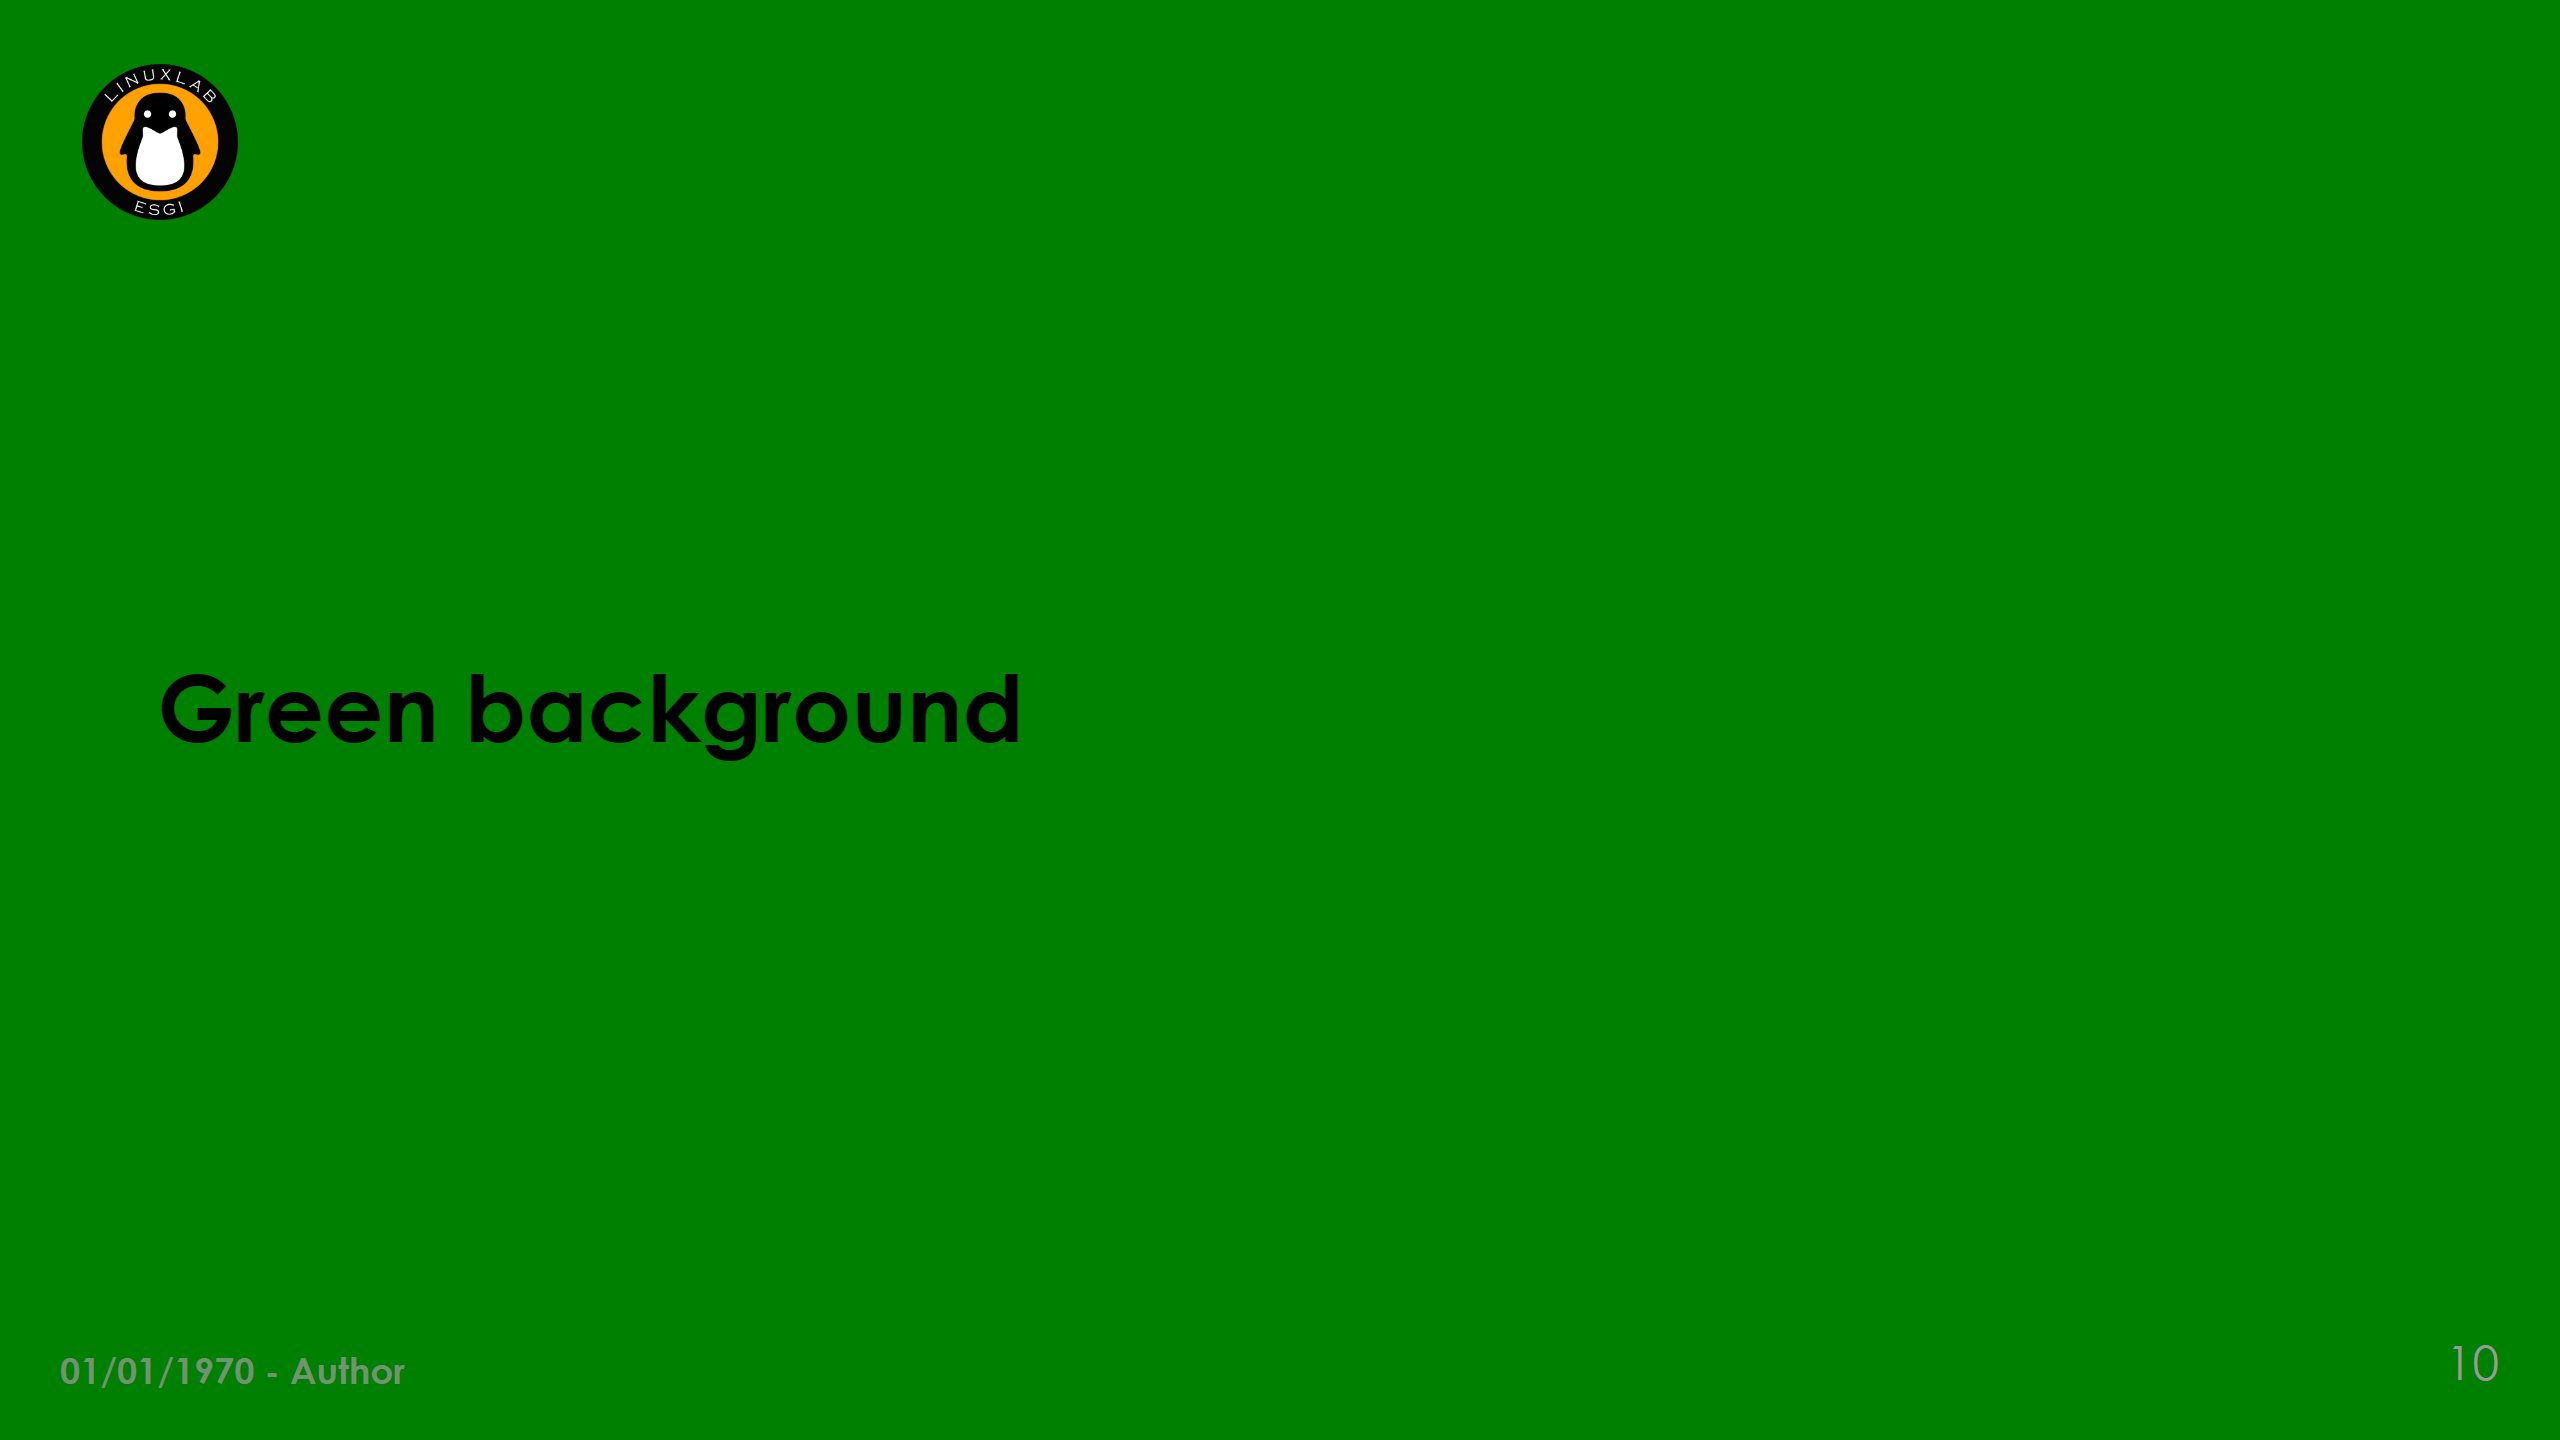 LINUXLAB
ESGI
Green background
01/01/1970 - Author
10